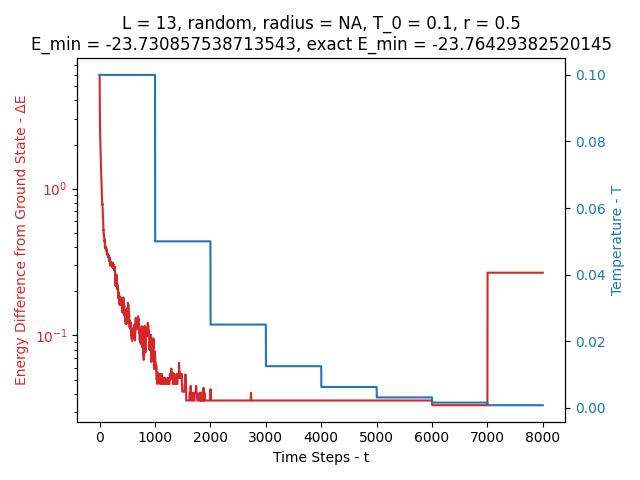 L = 13, random, radius = NA, T_0 = 0.1, r = 0.5
E_min = -23.730857538713543, exact E_min = -23.76429382520145
Energy Difference from Ground State - ΔE
10^0
10^-1
0.10
0.08
0.06
0.04
0.02
0.00
Temperature - T
0 1000 2000 3000 4000 5000 6000 7000 8000
Time Steps - t